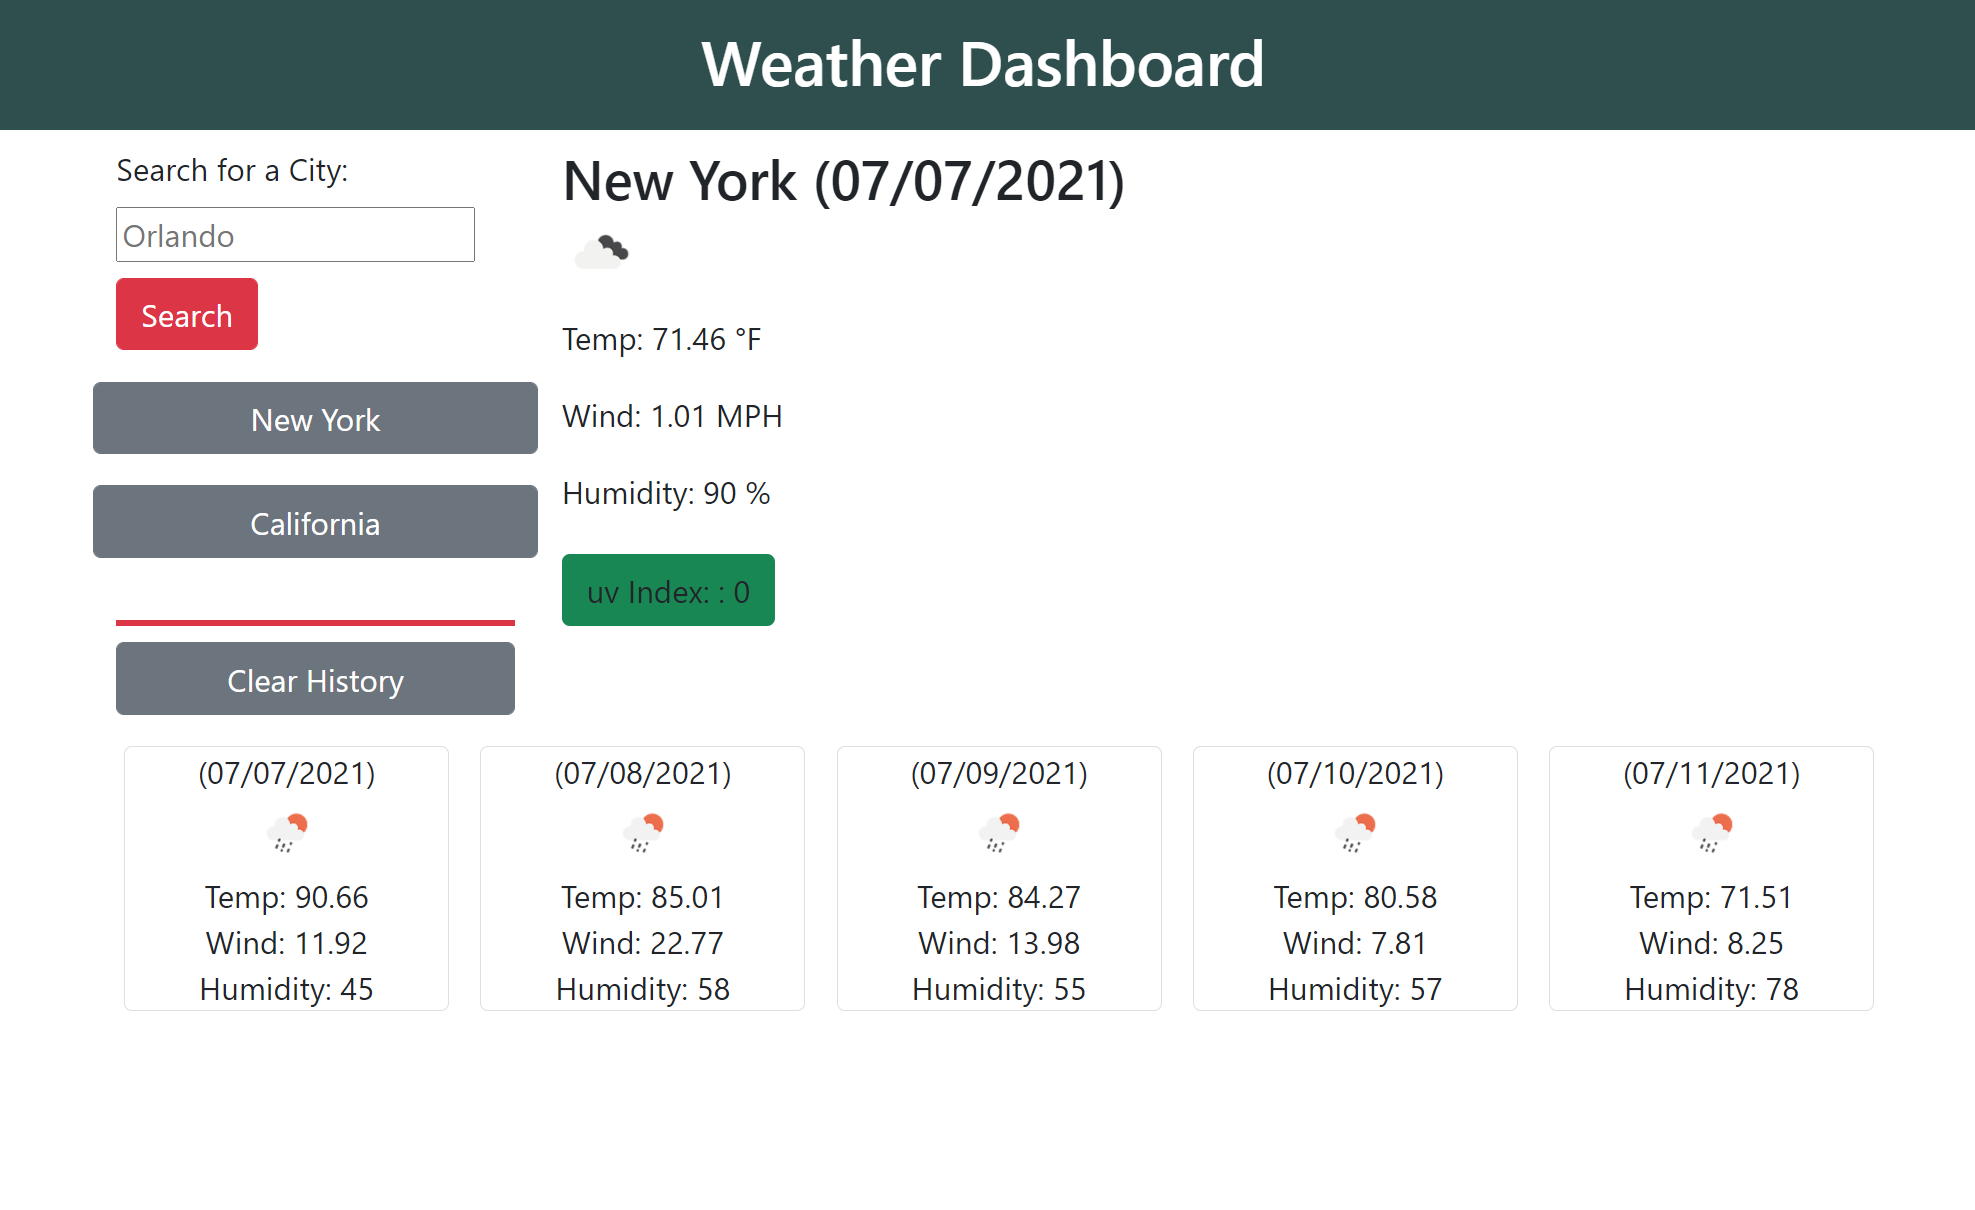 Weather Dashboard
Search for a City:
Orlando
Search
New York
California
Clear History
New York (07/07/2021)
Temp: 71.46 °F
Wind: 1.01 MPH
Humidity: 90 %
uv Index: : 0
(07/07/2021)
Temp: 90.66
Wind: 11.92
Humidity: 45
(07/08/2021)
Temp: 85.01
Wind: 22.77
Humidity: 58
(07/09/2021)
Temp: 84.27
Wind: 13.98
Humidity: 55
(07/10/2021)
Temp: 80.58
Wind: 7.81
Humidity: 57
(07/11/2021)
Temp: 71.51
Wind: 8.25
Humidity: 78